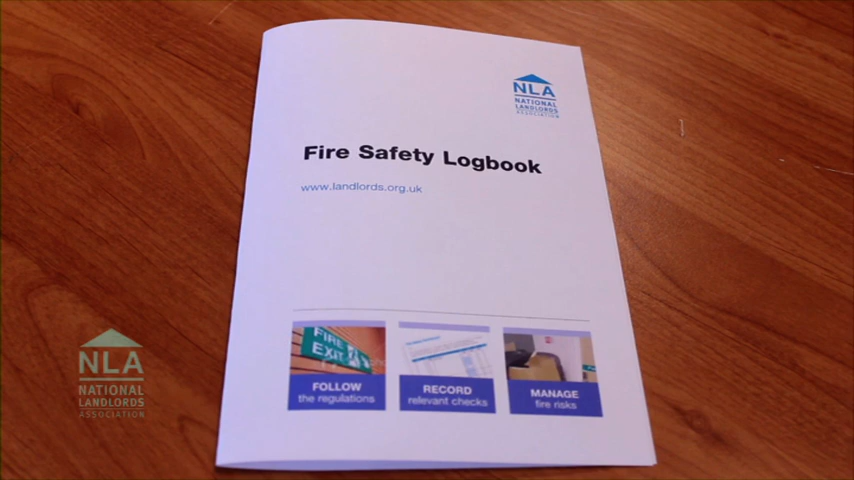 NLA
NATIONAL
LANDLORDS
ASSOCIATION
Fire Safety Logbook
www.landlords.org.uk
FIRE
EXIT
FOLLOW
the regulations
RECORD
relevant checks
MANAGE
fire risks
NLA
NATIONAL
LANDLORDS
ASSOCIATION